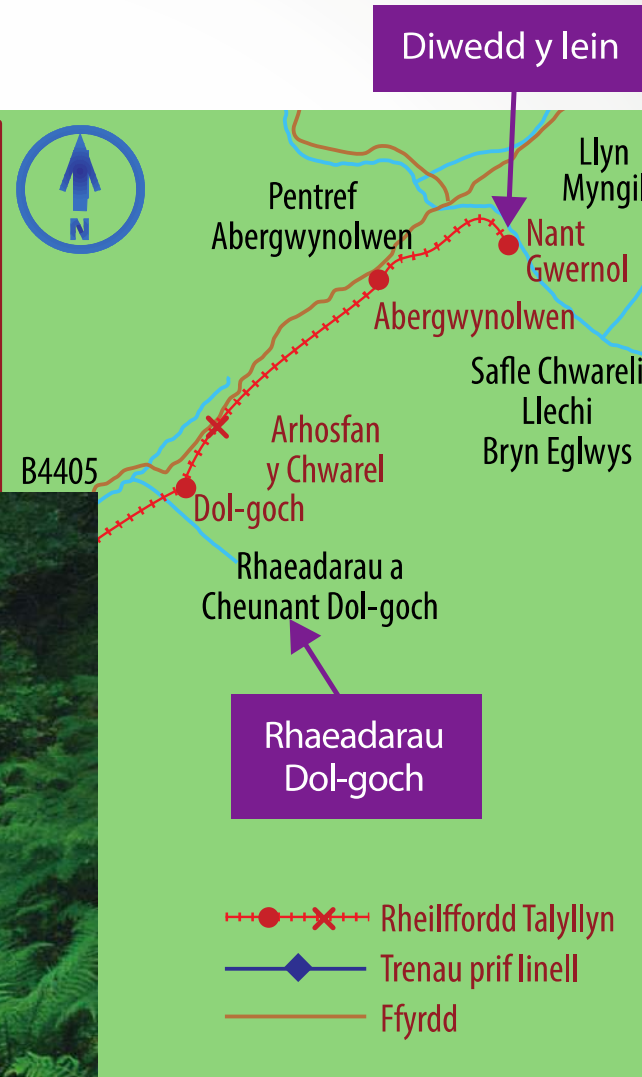 Diwedd y lein
N
Pentref
Abergwynolwen
Llyn
Myngil
Nant
Gwernol
Abergwynolwen
Safle Chwareli
Llechi
Bryn Eglwys
Arhosfan
y Chwarel
B4405
Dol-goch
Rhaeadarau a
Cheunant Dol-goch
Rhaeadarau
Dol-goch
Rheilffordd Talyllyn
Trenau prif linell
Ffyrdd